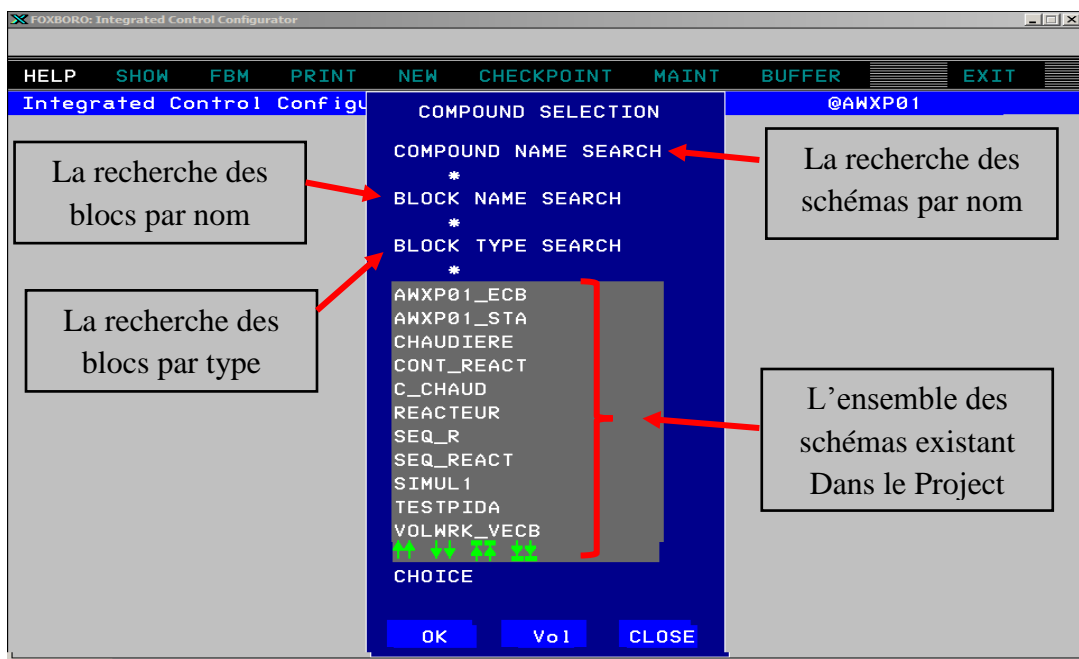 FOXBORO: Integrated Control Configurator
HELP SHOW FBM PRINT NEW CHECKPOINT MAINT BUFFER EXIT
Integrated Control Configu @AWXP01
COMPOUND SELECTION
COMPOUND NAME SEARCH
*
BLOCK NAME SEARCH
*
BLOCK TYPE SEARCH
*
AWXP01_ECB
AWXP01_STA
CHAUDIERE
CONT_REACT
C_CHAUD
REACTEUR
SEQ_R
SEQ_REACT
SIMUL1
TESTPIDA
VOLWRK_VECB
CHOICE
OK Vol CLOSE
La recherche des
blocs par nom
La recherche des
blocs par type
La recherche des
schémas par nom
L’ensemble des
schémas existant
Dans le Project